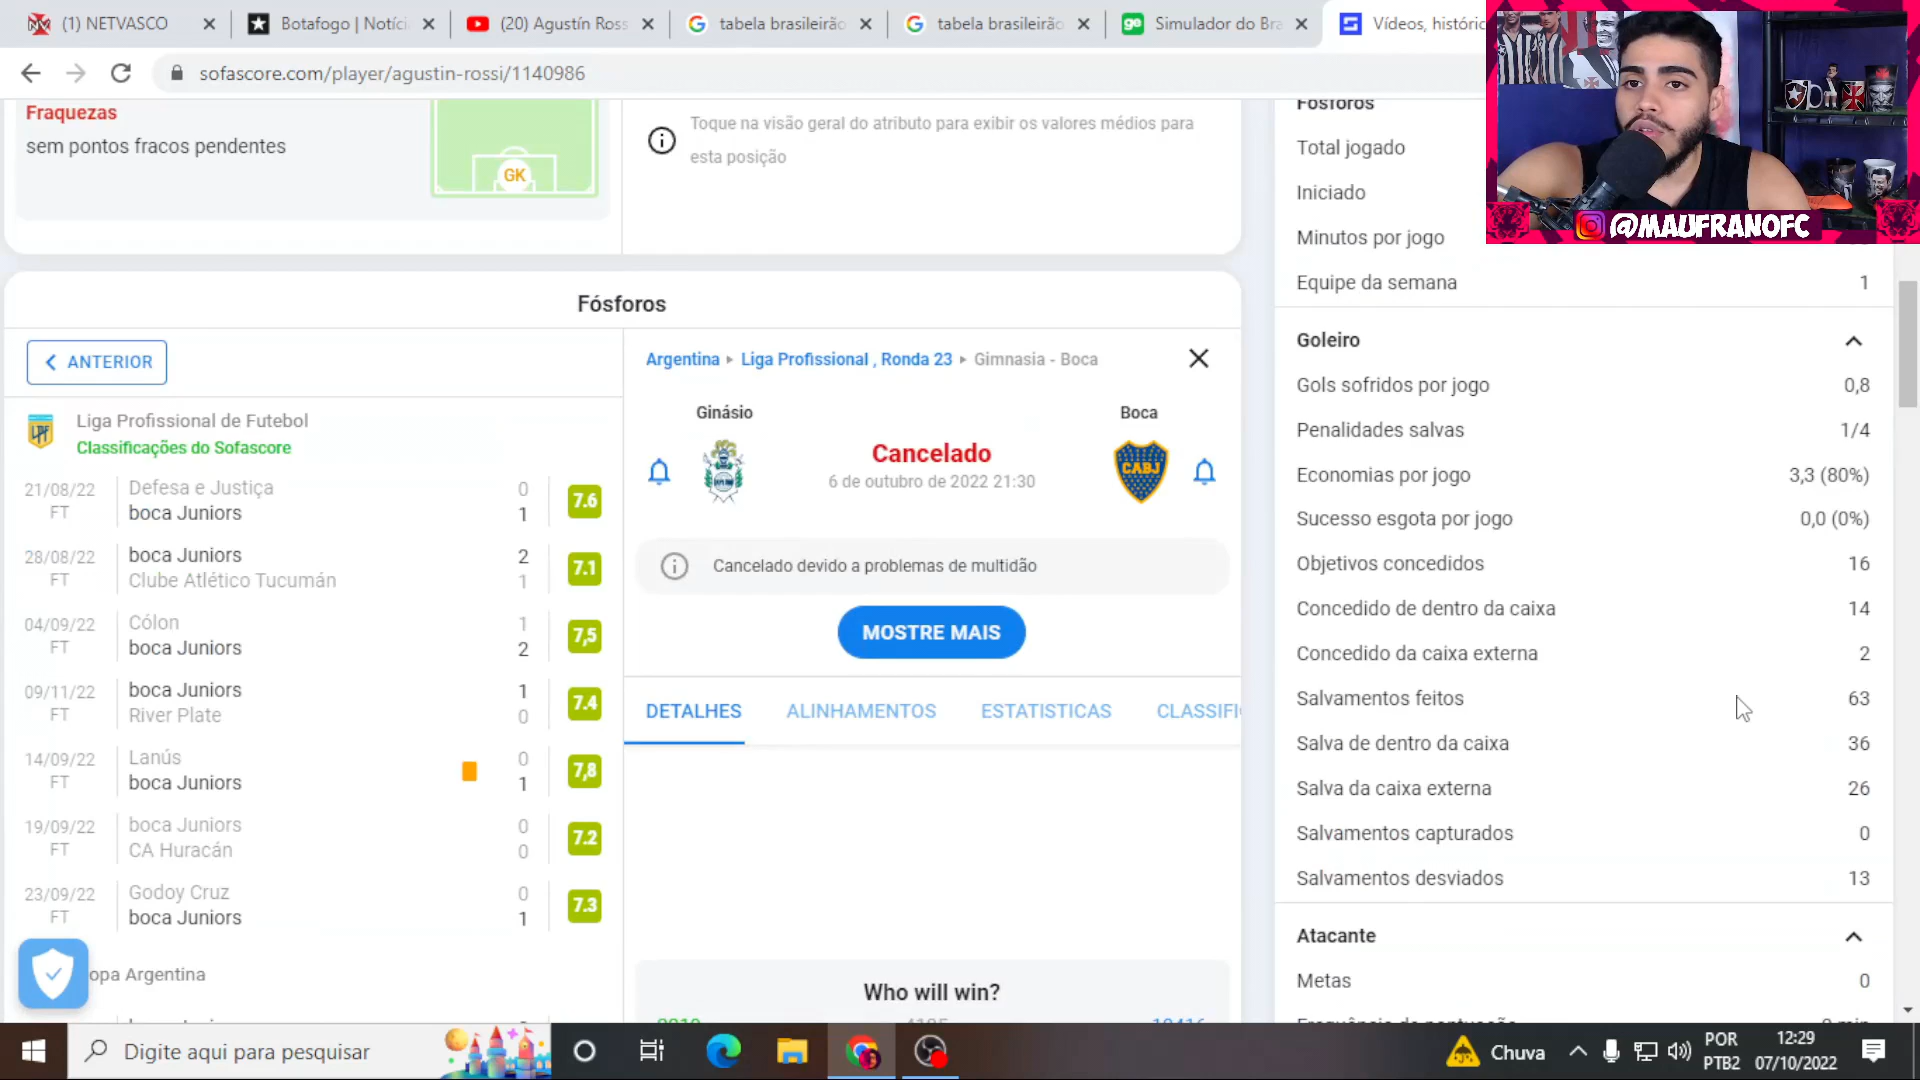 (1) NETVASCO
Botafogo | Notíci
(20) Agustín Ross
tabela brasileirão
tabela brasileirão
Simulador do Bra
Vídeos, históric
sofascore.com/player/agustin-rossi/1140986
@MAUFRANOFC
Fraquezas
sem pontos fracos pendentes
GK
Toque na visão geral do atributo para exibir os valores médios para
esta posição
Fósforos
ANTERIOR
Liga Profissional de Futebol
Classificações do Sofascore
21/08/22 Defesa e Justiça 0
FT boca Juniors 1
7.6
28/08/22 boca Juniors 2
FT Clube Atlético Tucumán 1
7.1
04/09/22 Cólon 1
FT boca Juniors 2
7,5
09/11/22 boca Juniors 1
FT River Plate 0
7.4
14/09/22 Lanús 0
FT boca Juniors 1
7,8
19/09/22 boca Juniors 0
FT CA Huracán 0
7.2
23/09/22 Godoy Cruz 0
FT boca Juniors 1
7.3
opa Argentina
Argentina Liga Profissional , Ronda 23 Gimnasia - Boca
Ginásio
Boca
CABJ
Cancelado
6 de outubro de 2022 21:30
Cancelado devido a problemas de multidão
MOSTRE MAIS
DETALHES ALINHAMENTOS ESTATISTICAS CLASSIFI
Who will win?
Fósforos
Total jogado
Iniciado
Minutos por jogo
Equipe da semana 1
Goleiro
Gols sofridos por jogo 0,8
Penalidades salvas 1/4
Economias por jogo 3,3 (80%)
Sucesso esgota por jogo 0,0 (0%)
Objetivos concedidos 16
Concedido de dentro da caixa 14
Concedido da caixa externa 2
Salvamentos feitos 63
Salva de dentro da caixa 36
Salva da caixa externa 26
Salvamentos capturados 0
Salvamentos desviados 13
Atacante
Metas 0
Digite aqui para pesquisar
Chuva
POR
PTB2
12:29
07/10/2022